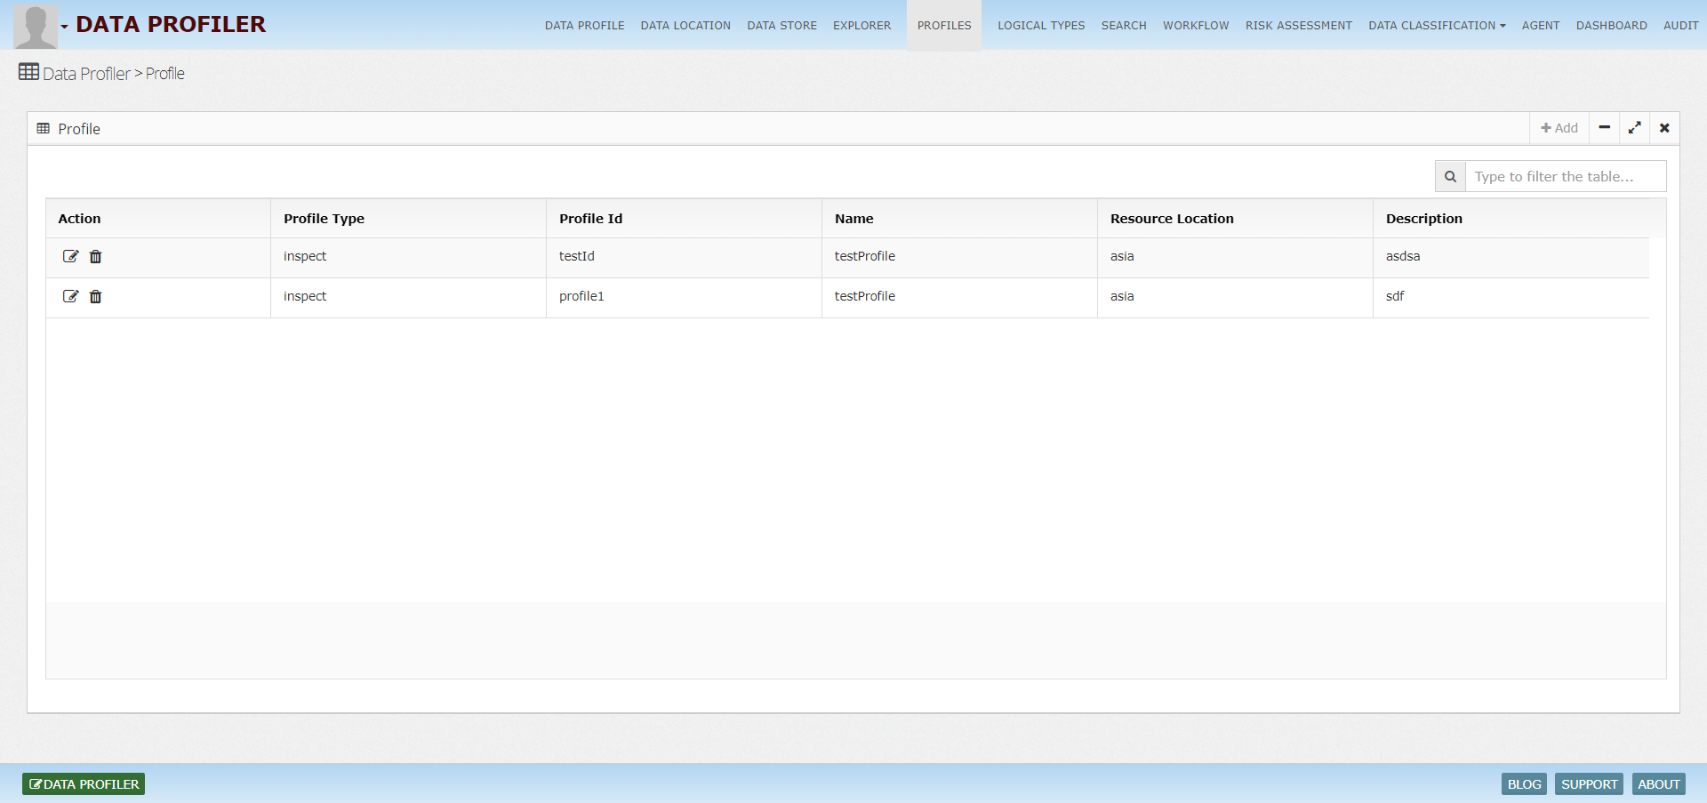 DATA PROFILER DATA PROFILE DATA LOCATION DATA STORE EXPLORER PROFILES LOGICAL TYPES SEARCH WORKFLOW RISK ASSESSMENT DATA CLASSIFICATION AGENT DASHBOARD AUDIT
Data Profiler > Profile
Profile Add
Type to filter the table...
Action Profile Type Profile Id Name Resource Location Description
inspect testId testProfile asia asdsa
inspect profile1 testProfile asia sdf
DATA PROFILER BLOG SUPPORT ABOUT